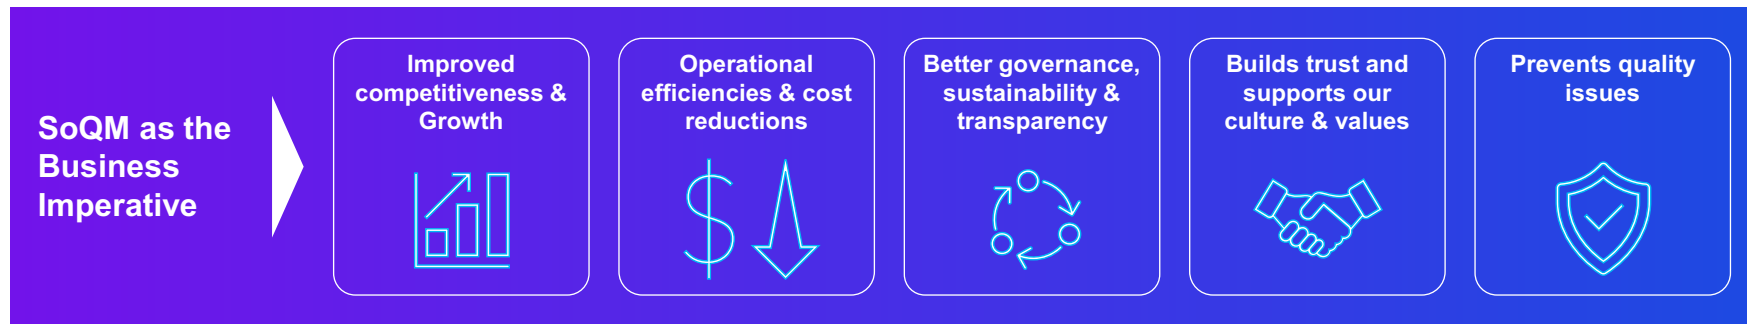 SoQM as the
Business
Imperative
Improved
competitiveness &
Growth
Operational
efficiencies & cost
reductions
Better governance,
sustainability &
transparency
Builds trust and
supports our
culture & values
Prevents quality
issues